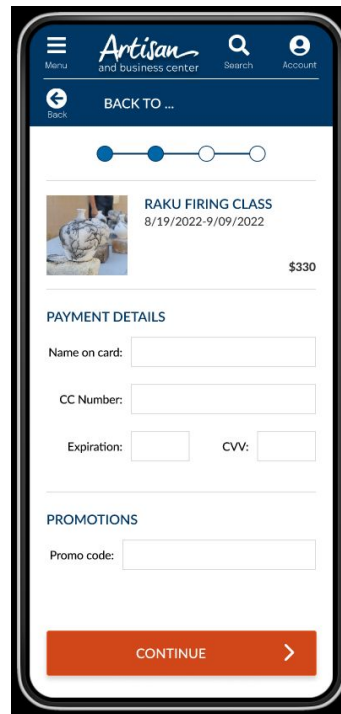 Artisan
Menu and business center Search Account
Back BACK TO ...
RAKU FIRING CLASS
8/19/2022-9/09/2022
$330
PAYMENT DETAILS
Name on card:
CC Number:
Expiration: CVV:
PROMOTIONS
Promo code:
CONTINUE